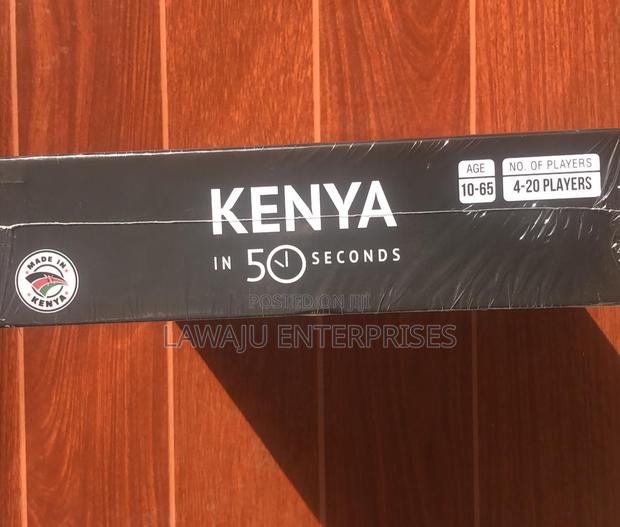 AGE
10-65
NO. OF PLAYERS
4-20 PLAYERS
KENYA
IN 50 SECONDS
MADE IN
KENYA
POSTED ON
LAWAJU ENTERPRISES